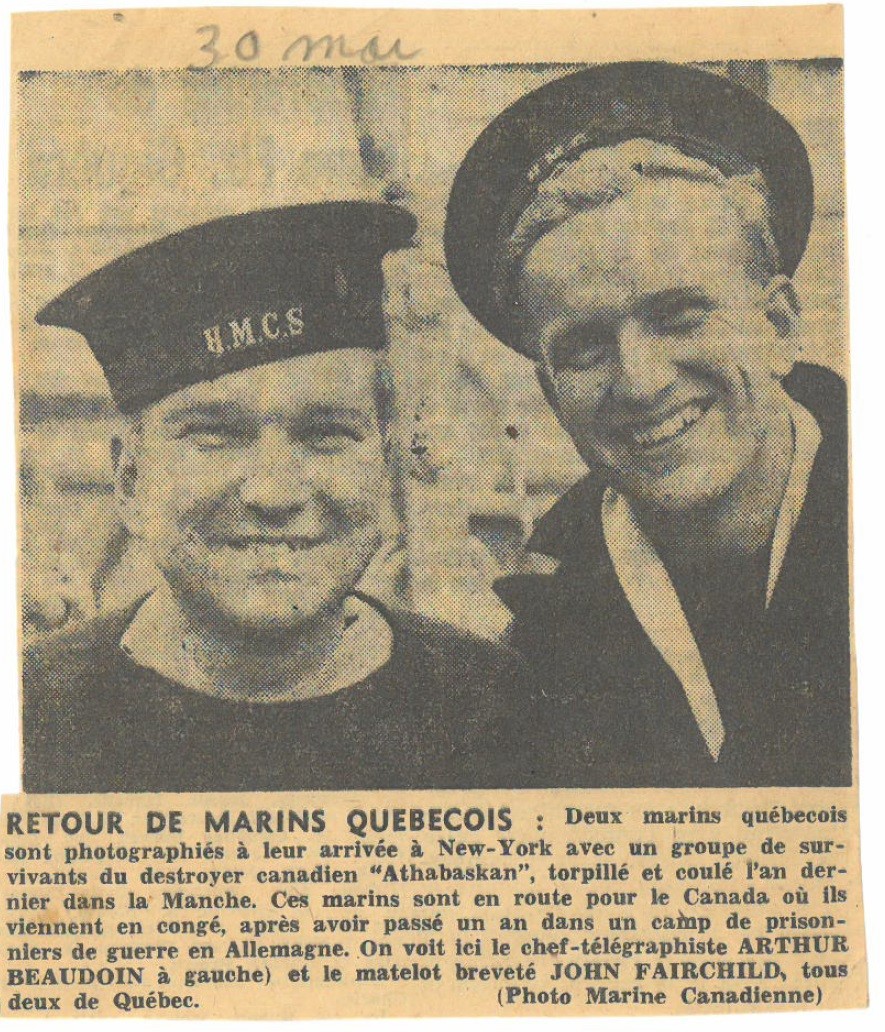 30 mai
H.M.C.S
H.M.C.
RETOUR DE MARINS QUEBECOIS : Deux marins québecois
sont photographiés à leur arrivée à New-York avec un groupe de sur-
vivants du destroyer canadien "Athabaskan", torpillé et coulé l'an der-
nier dans la Manche. Ces marins sont en route pour le Canada où ils
viennent en congé, après avoir passé un an dans un camp de prison-
niers de guerre en Allemagne. On voit ici le chef-télégraphiste ARTHUR
BEAUDOIN à gauche) et le matelot breveté JOHN FAIRCHILD, tous
deux de Québec. (Photo Marine Canadienne)